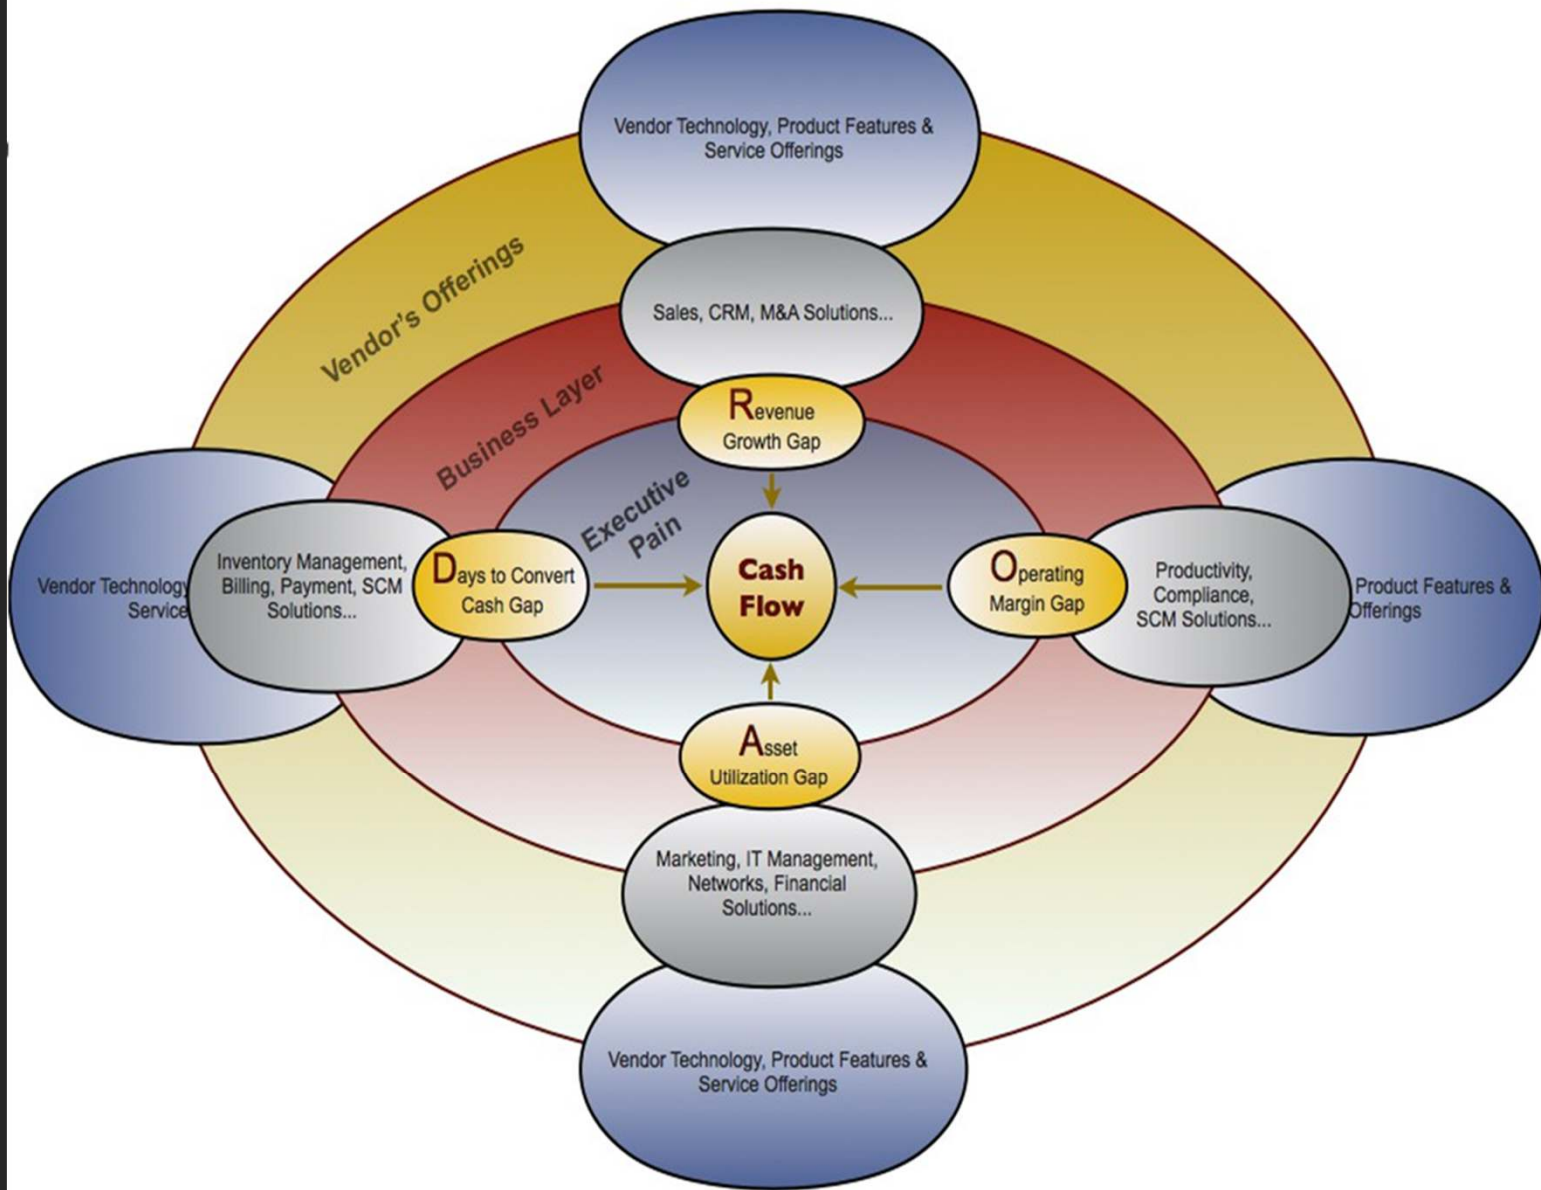 Vendor Technology, Product Features &
Service Offerings
Vendor's Offerings
Sales, CRM, M&A Solutions...
Business Layer
Revenue
Growth Gap
Executive
Pain
Vendor Technology
Service
Inventory Management,
Billing, Payment, SCM
Solutions...
Days to Convert
Cash Gap
Cash
Flow
Operating
Margin Gap
Productivity,
Compliance,
SCM Solutions...
Product Features &
Offerings
Asset
Utilization Gap
Marketing, IT Management,
Networks, Financial
Solutions...
Vendor Technology, Product Features &
Service Offerings